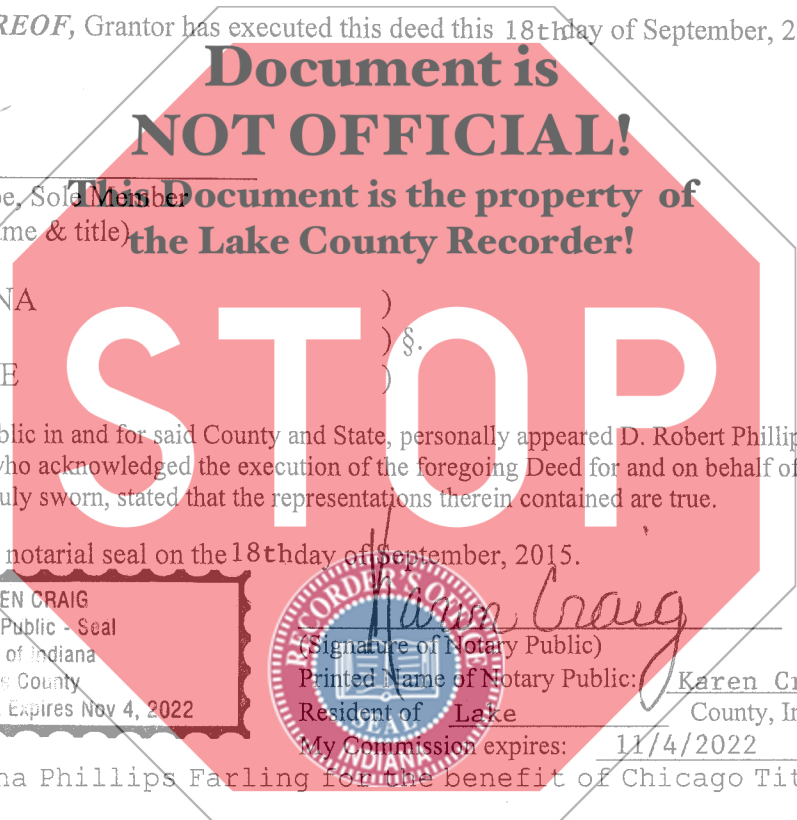 REOF, Grantor has executed this deed this 18thday of September, 2
Document is
NOT OFFICIAL!
This Document is the property of
the Lake County Recorder!
be, Sole Member
me & title)
NA )
) §.
E )
STOP
blic in and for said County and State, personally appeared D. Robert Phillip
who acknowledged the execution of the foregoing Deed for and on behalf of
uly sworn, stated that the representations therein contained are true.
notarial seal on the 18thday of September, 2015.
EN CRAIG
Public - Seal
of Indiana
County
Expires Nov 4, 2022
Karen Craig
(Signature of Notary Public)
Printed Name of Notary Public: Karen Cr
Resident of Lake County, In
My Commission expires: 11/4/2022
RECORDER'S OFFICE
SEAL
INDIANA
na Phillips Farling for the benefit of Chicago Tit